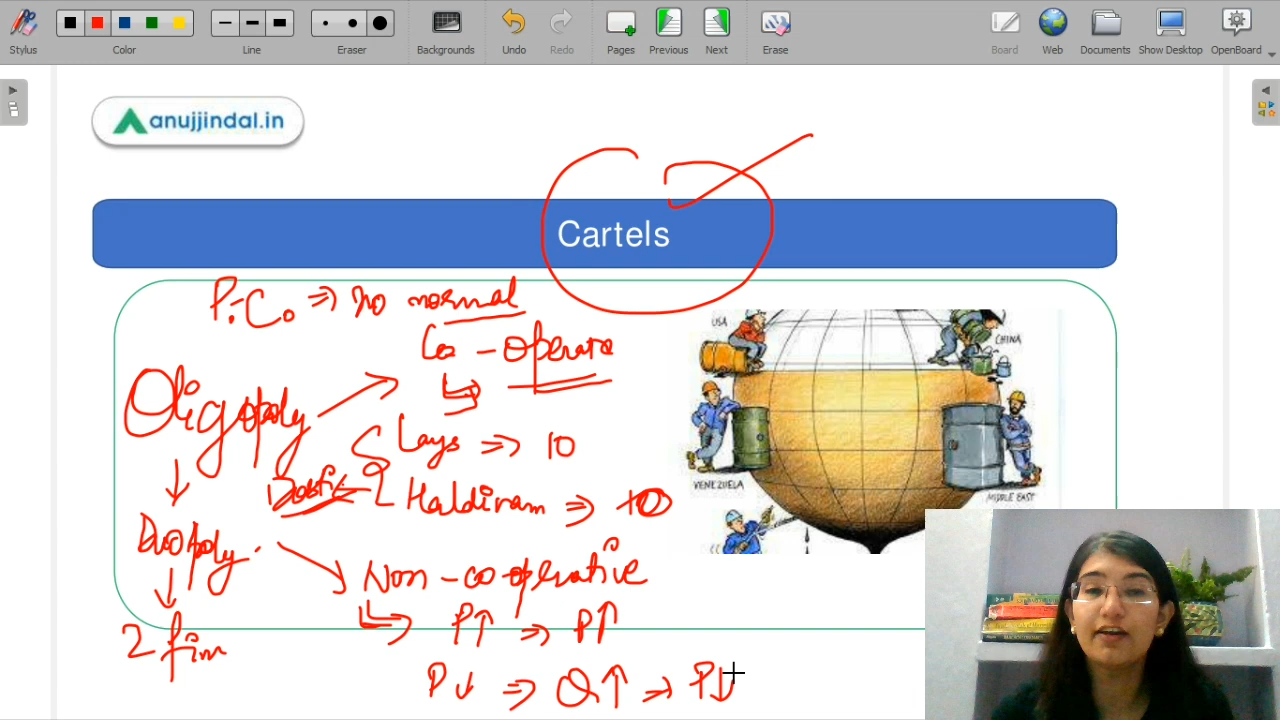 Stylus
Color
Line
Eraser
Backgrounds
Undo
Redo
Pages
Previous
Next
Erase
Board
Web
Documents
Show Desktop
OpenBoard
anujjindal.in
Cartels
P.Co ⇒ no normal
Co-operate
Oligopoly
Lays ⇒ 10
Haldiram ⇒ 10
Duopoly
2 firm
Non-cooperative
P↑ ⇒ P↑
P↓ ⇒ Q↑ ⇒ P↓
USA
CHINA
VENEZUELA
MIDDLE EAST